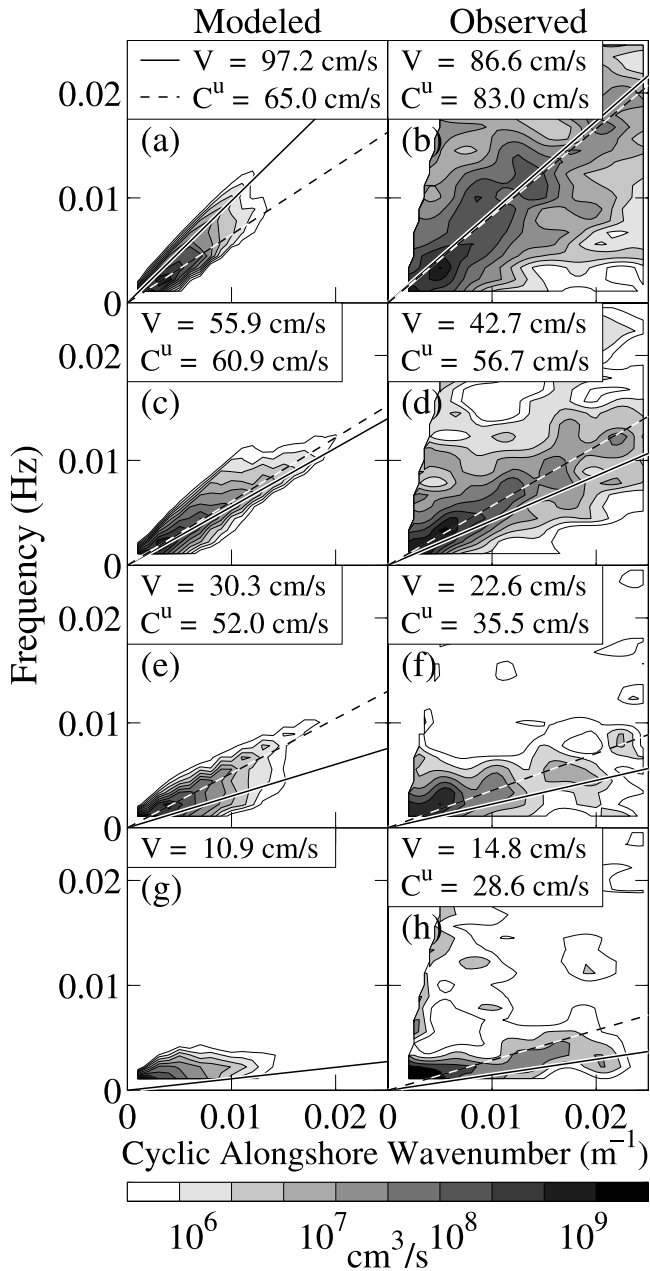 Modeled Observed
V = 97.2 cm/s
C^u = 65.0 cm/s
V = 86.6 cm/s
C^u = 83.0 cm/s
0.02
(a)
(b)
0.01
0
V = 55.9 cm/s
C^u = 60.9 cm/s
V = 42.7 cm/s
C^u = 56.7 cm/s
0.02
(c)
(d)
0.01
0
V = 30.3 cm/s
C^u = 52.0 cm/s
V = 22.6 cm/s
C^u = 35.5 cm/s
0.02
(e)
(f)
0.01
0
V = 10.9 cm/s
V = 14.8 cm/s
C^u = 28.6 cm/s
0.02
(g)
(h)
0.01
0
Frequency (Hz)
0 0.01 0.02 0 0.01 0.02
Cyclic Alongshore Wavenumber (m^−1)
10^6 10^7 10^8 10^9
cm^3/s